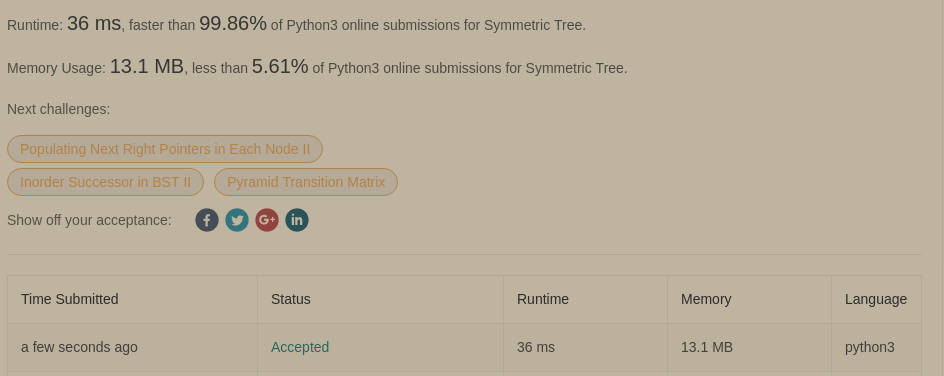 Runtime: 36 ms, faster than 99.86% of Python3 online submissions for Symmetric Tree.
Memory Usage: 13.1 MB, less than 5.61% of Python3 online submissions for Symmetric Tree.
Next challenges:
Populating Next Right Pointers in Each Node II
Inorder Successor in BST II Pyramid Transition Matrix
Show off your acceptance: f G+ in
Time Submitted Status Runtime Memory Language
a few seconds ago Accepted 36 ms 13.1 MB python3